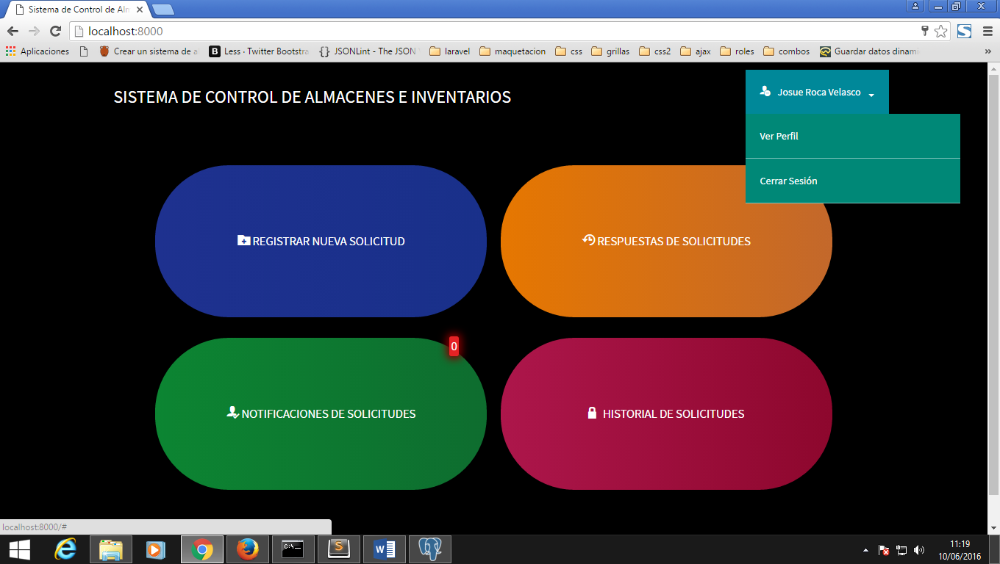 Sistema de Control de Alm
localhost:8000
Aplicaciones
Crear un sistema de a
B Less · Twitter Bootstra
{} JSONLint - The JSON
laravel
maquetacion
css
grillas
css2
ajax
roles
combos
Guardar datos dinami
»
SISTEMA DE CONTROL DE ALMACENES E INVENTARIOS
Josue Roca Velasco
Ver Perfil
Cerrar Sesión
REGISTRAR NUEVA SOLICITUD
RESPUESTAS DE SOLICITUDES
0
NOTIFICACIONES DE SOLICITUDES
HISTORIAL DE SOLICITUDES
localhost:8000/#
11:19
10/06/2016